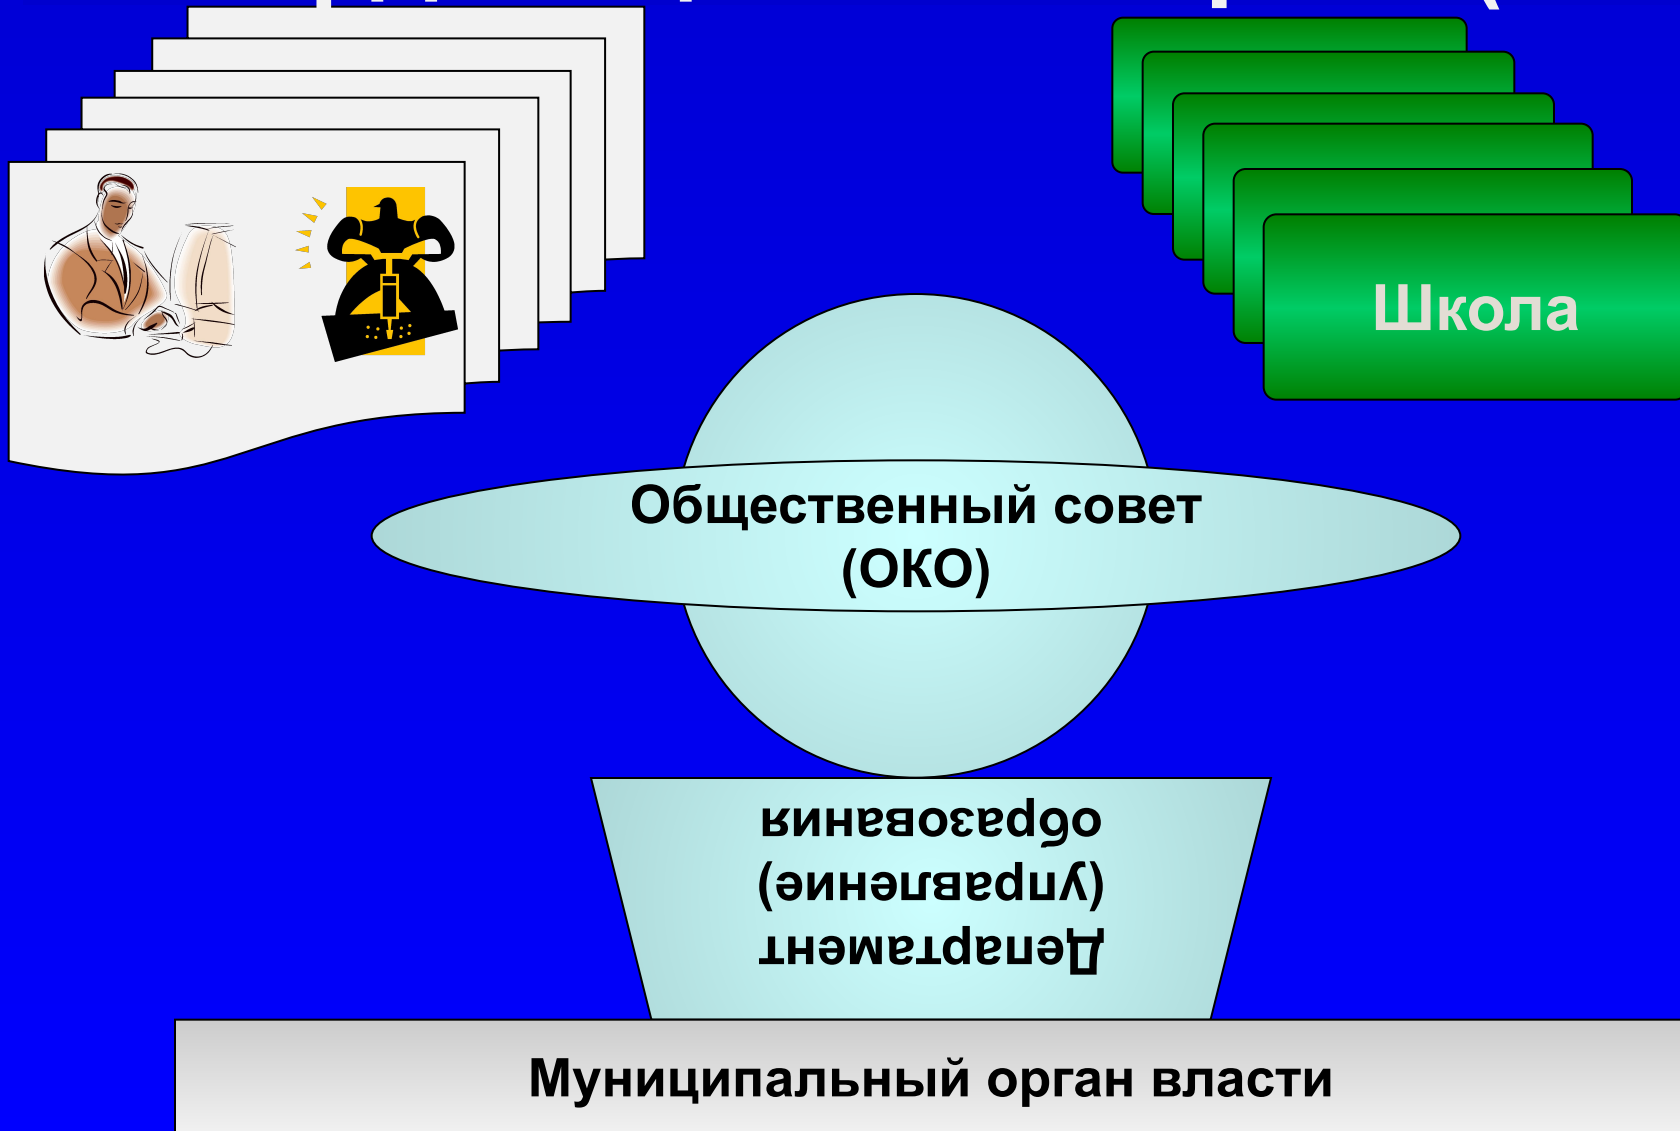 Школа
Общественный совет
(ОКО)
Департамент
(управление)
образования
Муниципальный орган власти